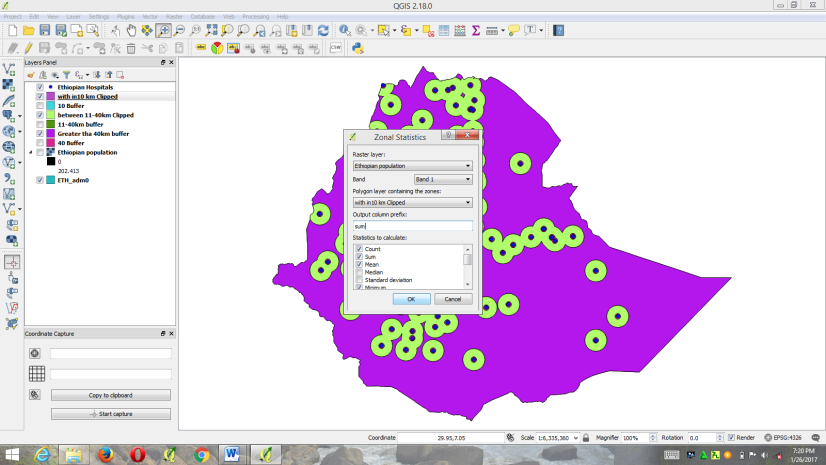 QGIS 2.18.0
Project Edit View Layer Settings Plugins Vector Raster Database Web Processing Help
Layers Panel
Ethiopian Hospitals
with in10 km Clipped
10 Buffer
between 11-40km Clipped
11-40km buffer
Greater tha 40km buffer
40 Buffer
Ethiopian population
0
202.413
ETH_adm0
Zonal Statistics
Raster layer:
Ethiopian population
Band
Band 1
Polygon layer containing the zones:
with in10 km Clipped
Output column prefix:
sum
Statistics to calculate:
Count
Sum
Mean
Median
Standard deviation
Minimum
OK
Cancel
Coordinate Capture
Copy to clipboard
Start capture
Coordinate 29.95,7.05 Scale 1:6,335,380 Magnifier 100% Rotation 0.0 Render EPSG:4326
7:20 PM
1/26/2017